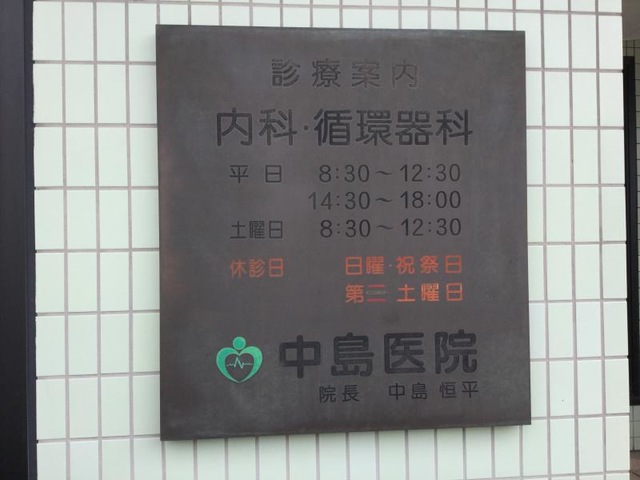 診療案内
内科・循環器科
平日 8:30～12:30
14:30～18:00
土曜日 8:30～12:30
休診日 日曜・祝祭日
第三 土曜日
中島医院
院長 中島 恒平